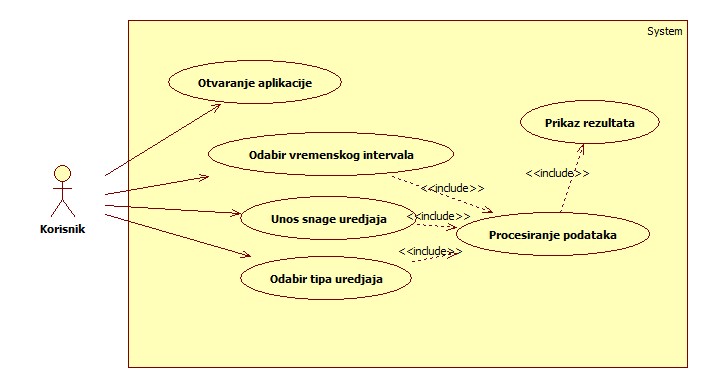 System
Otvaranje aplikacije
Prikaz rezultata
Odabir vremenskog intervala
<<include>>
<<include>>
Korisnik
Unos snage uredjaja
<<include>>
Procesiranje podataka
<<include>>
Odabir tipa uredjaja